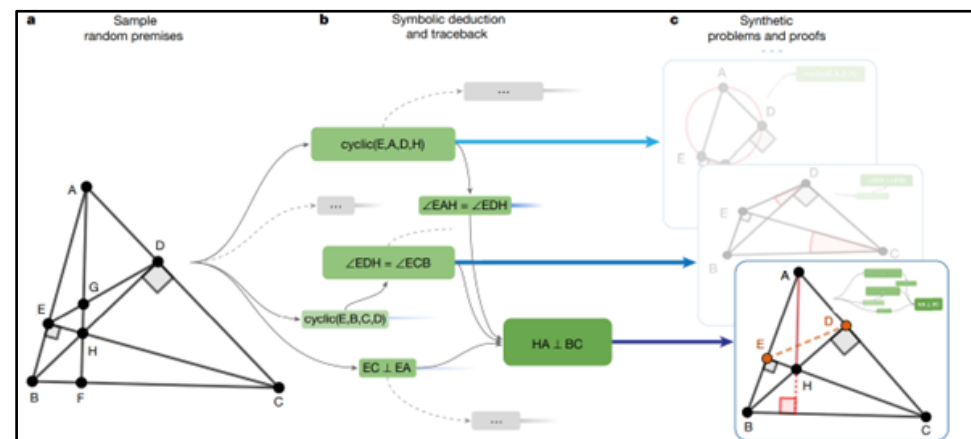 a Sample
random premises
b Symbolic deduction
and traceback
c Synthetic
problems and proofs
...
A
D
G
E
H
B
F
C
...
cyclic(E,A,D,H)
...
∠EAH = ∠EDH
∠EDH = ∠ECB
cyclic(E,B,C,D)
EC ⊥ EA
HA ⊥ BC
...
A
D
E
D
E
B
C
A
D
E
H
B
C
HA ⊥ BC